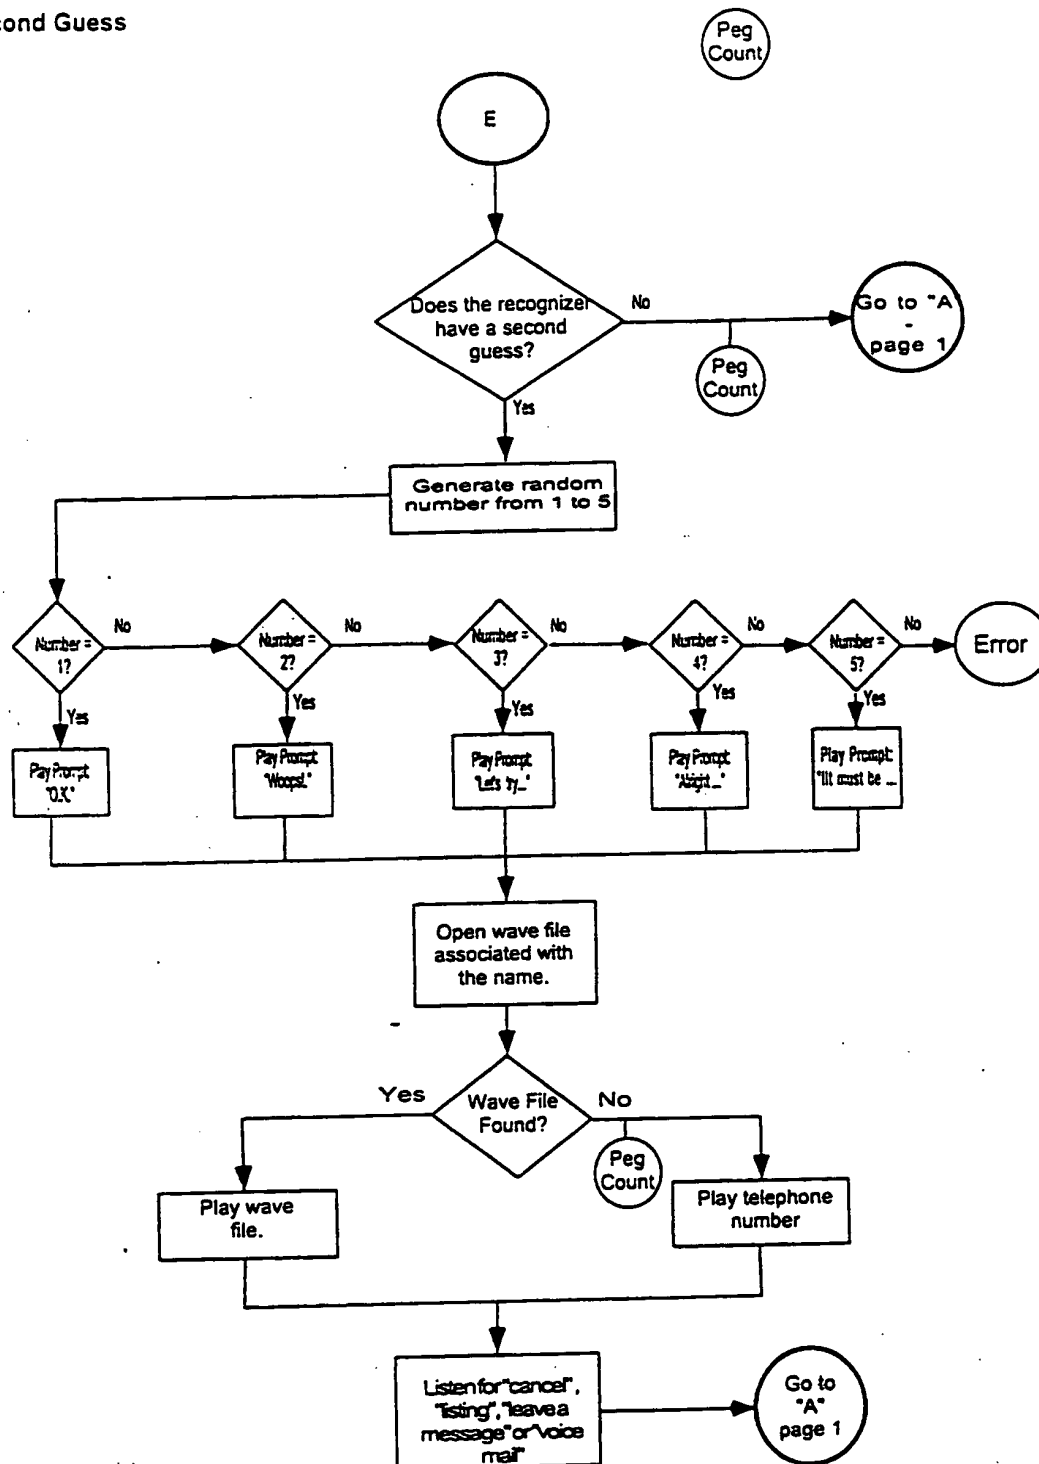 cond Guess
Peg
Count
E
Does the recognizer
have a second
guess?
No
Go to "A"
-
page 1
Peg
Count
Yes
Generate random
number from 1 to 5
Number =
1?
No
Number =
2?
No
Number =
3?
No
Number =
4?
No
Number =
5?
No
Error
Yes
Yes
Yes
Yes
Yes
Play Prompt
"O.K."
Play Prompt
"Woops!."
Play Prompt
"Let's try..."
Play Prompt
"Alright ..."
Play Prompt:
must be ...
Open wave file
associated with
the name.
Yes
Wave File
Found?
No
Peg
Count
Play wave
file.
Play telephone
number
Listen for "cancel",
"listing", "leave a
message" or "voice
mail"
Go to
"A"
page 1